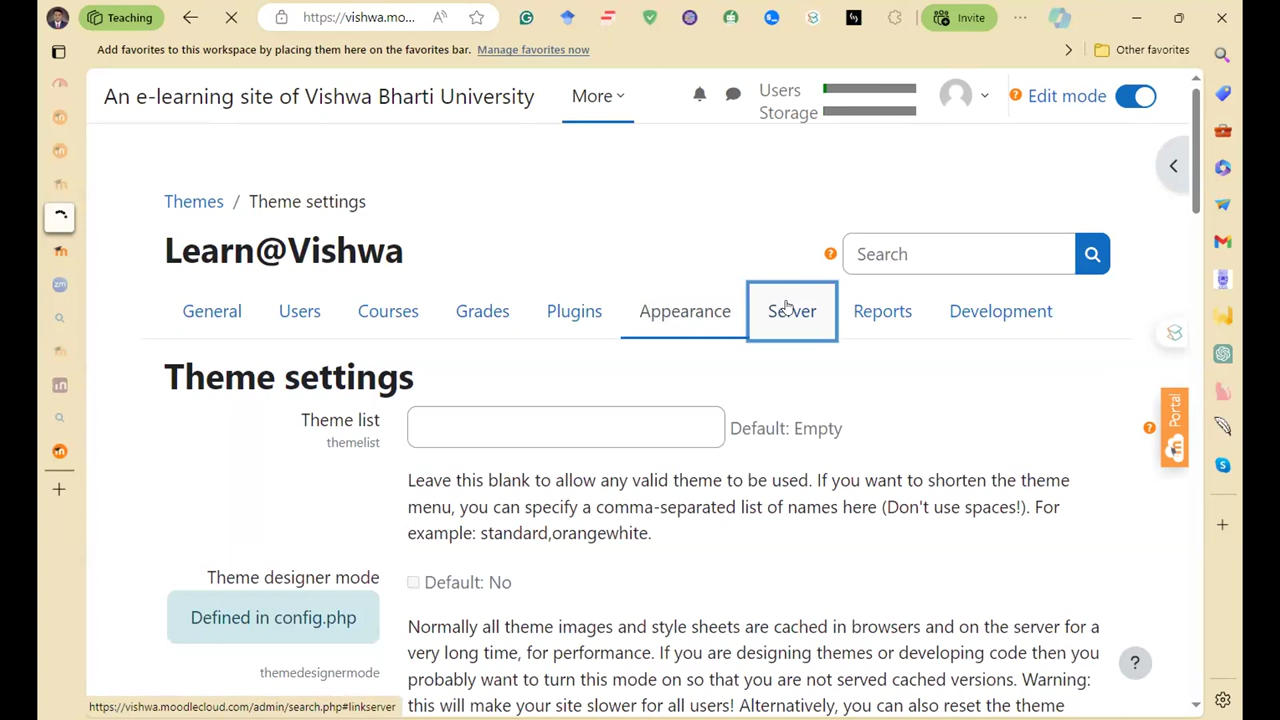 Teaching
https://vishwa.mo...
Invite
Add favorites to this workspace by placing them here on the favorites bar. Manage favorites now
Other favorites
An e-learning site of Vishwa Bharti University
More
Users
Storage
Edit mode
Themes / Theme settings
Learn@Vishwa
Search
General Users Courses Grades Plugins Appearance Server Reports Development
Theme settings
Theme list
themelist
Default: Empty
Leave this blank to allow any valid theme to be used. If you want to shorten the theme
menu, you can specify a comma-separated list of names here (Don't use spaces!). For
example: standard,orangewhite.
Theme designer mode
Defined in config.php
themedesignermode
Default: No
Normally all theme images and style sheets are cached in browsers and on the server for a
very long time, for performance. If you are designing themes or developing code then you
probably want to turn this mode on so that you are not served cached versions. Warning:
this will make your site slower for all users! Alternatively, you can also reset the theme
Portal
?
https://vishwa.moodlecloud.com/admin/search.php#linkserver